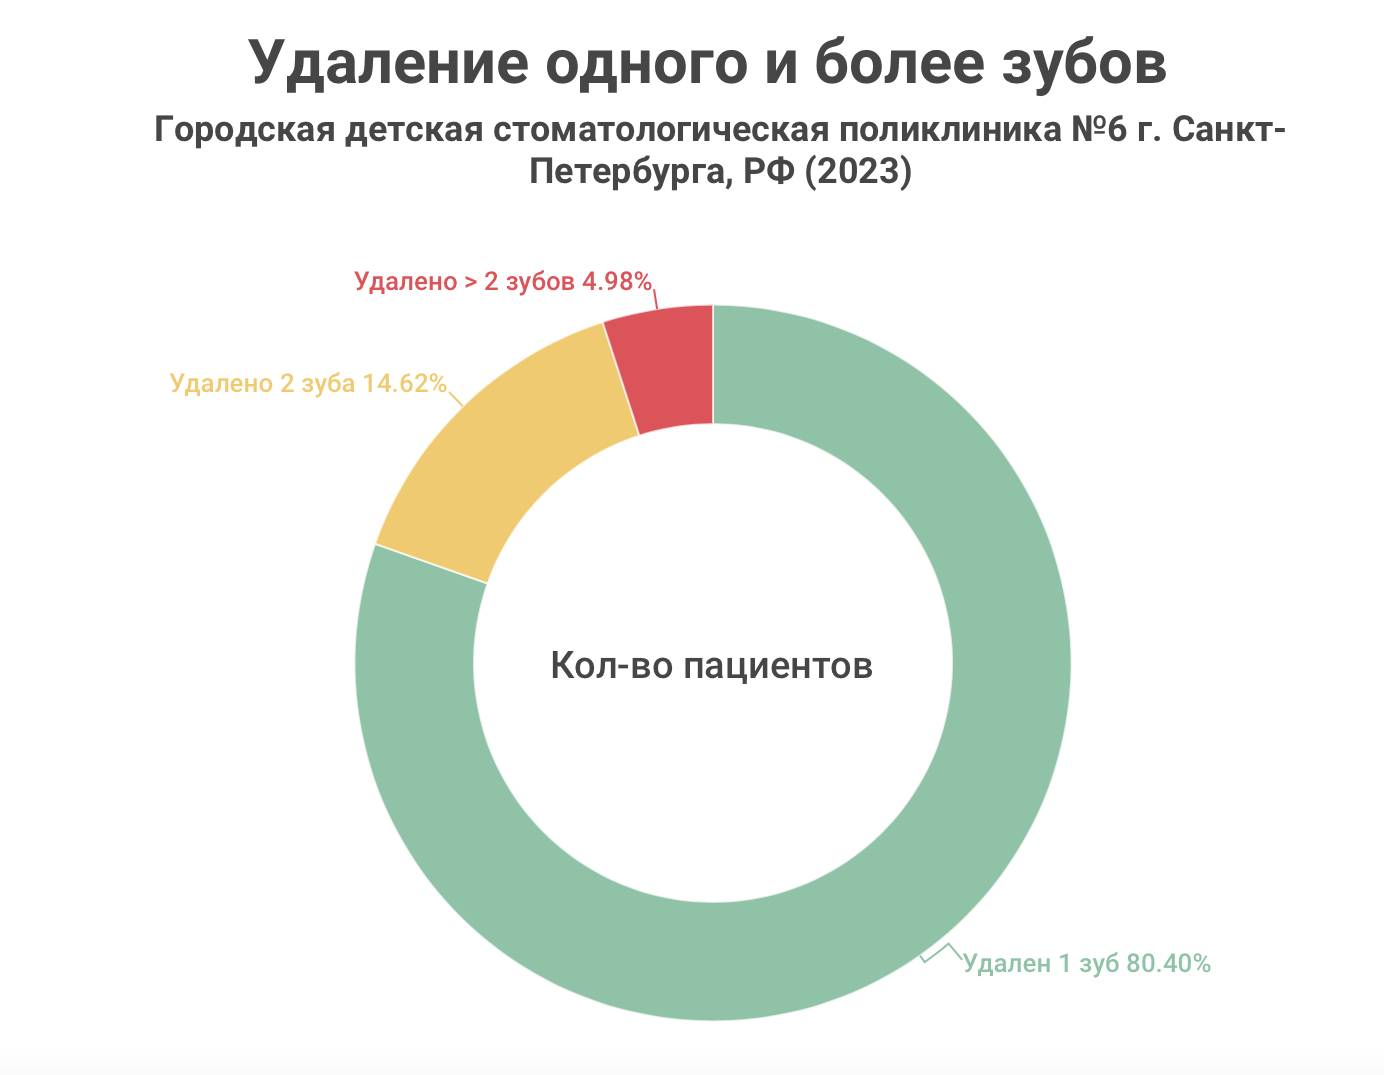 Удаление одного и более зубов
Городская детская стоматологическая поликлиника №6 г. Санкт-
Петербурга, РФ (2023)
Удалено > 2 зубов 4.98%
Удалено 2 зуба 14.62%
Кол-во пациентов
Удален 1 зуб 80.40%